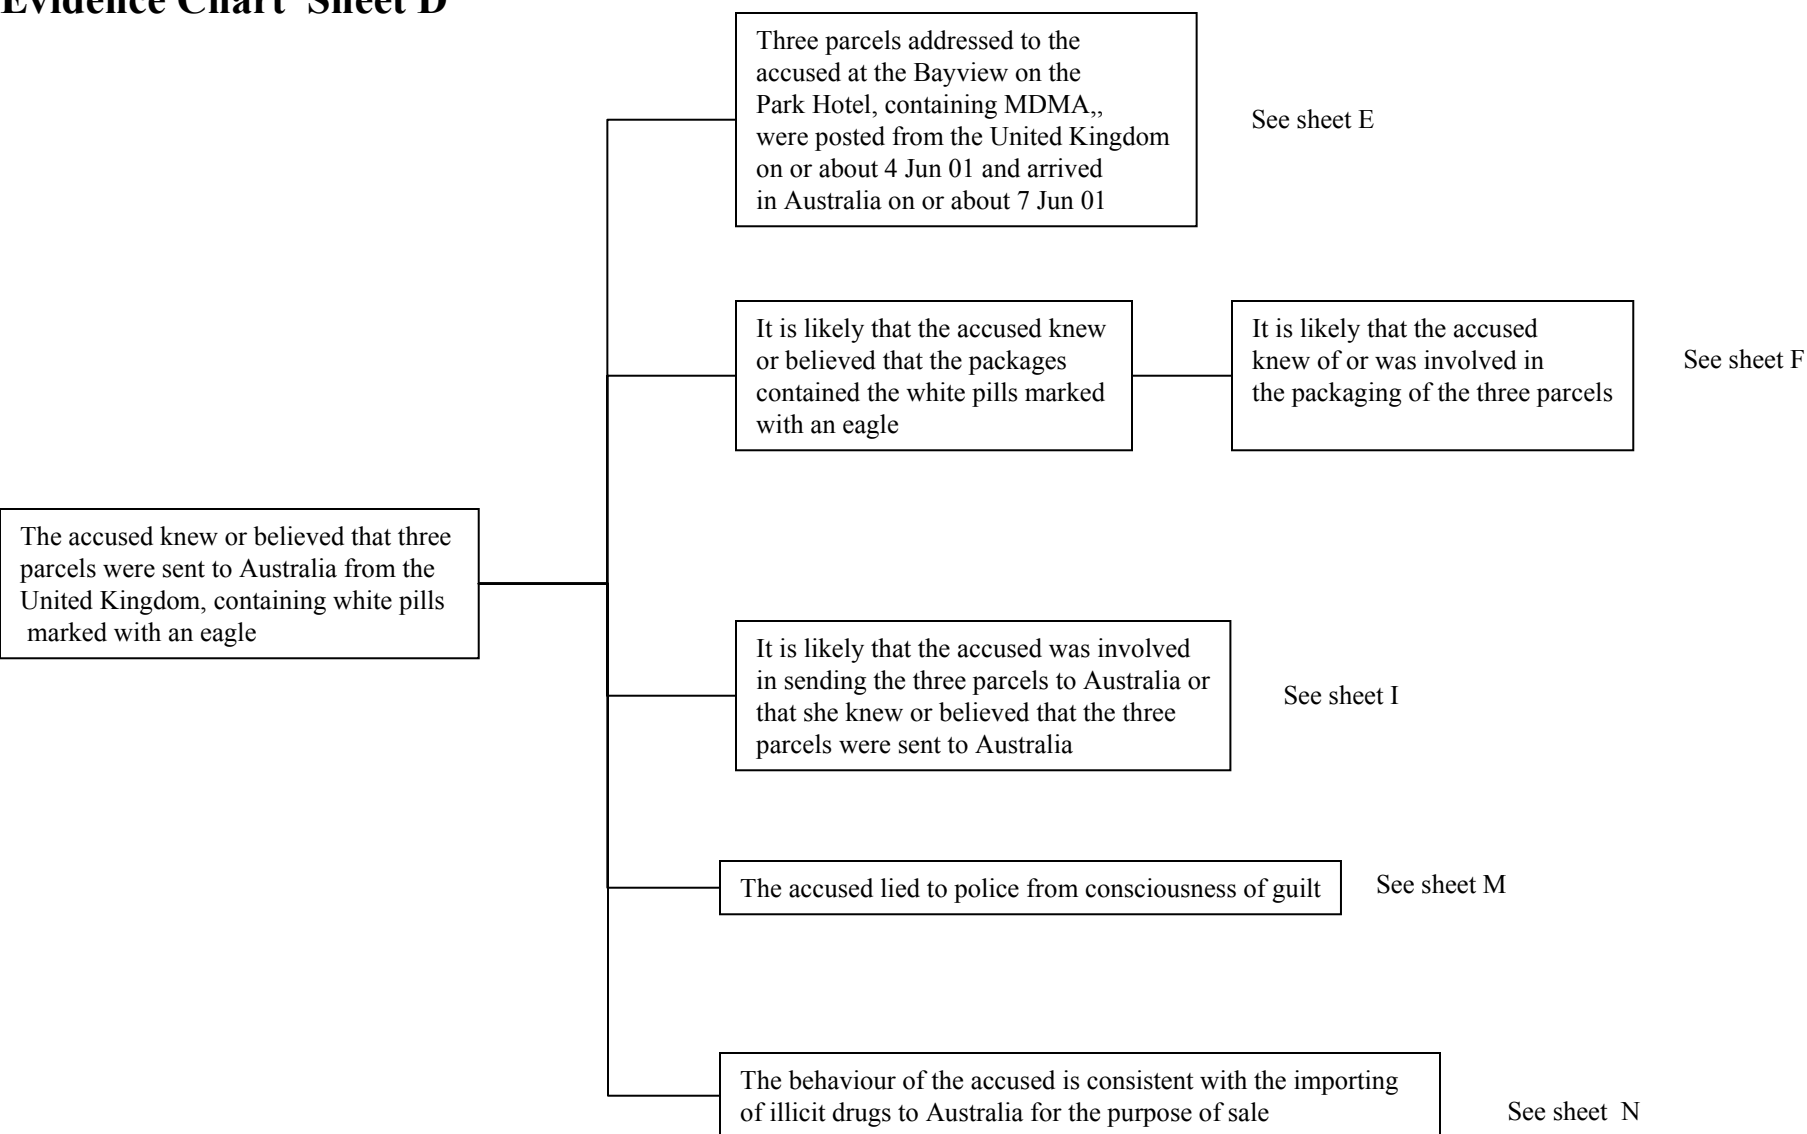 Evidence Chart Sheet D
Three parcels addressed to the
accused at the Bayview on the
Park Hotel, containing MDMA,,
were posted from the United Kingdom
on or about 4 Jun 01 and arrived
in Australia on or about 7 Jun 01
See sheet E
It is likely that the accused knew
or believed that the packages
contained the white pills marked
with an eagle
It is likely that the accused
knew of or was involved in
the packaging of the three parcels
See sheet F
The accused knew or believed that three
parcels were sent to Australia from the
United Kingdom, containing white pills
marked with an eagle
It is likely that the accused was involved
in sending the three parcels to Australia or
that she knew or believed that the three
parcels were sent to Australia
See sheet I
The accused lied to police from consciousness of guilt
See sheet M
The behaviour of the accused is consistent with the importing
of illicit drugs to Australia for the purpose of sale
See sheet N